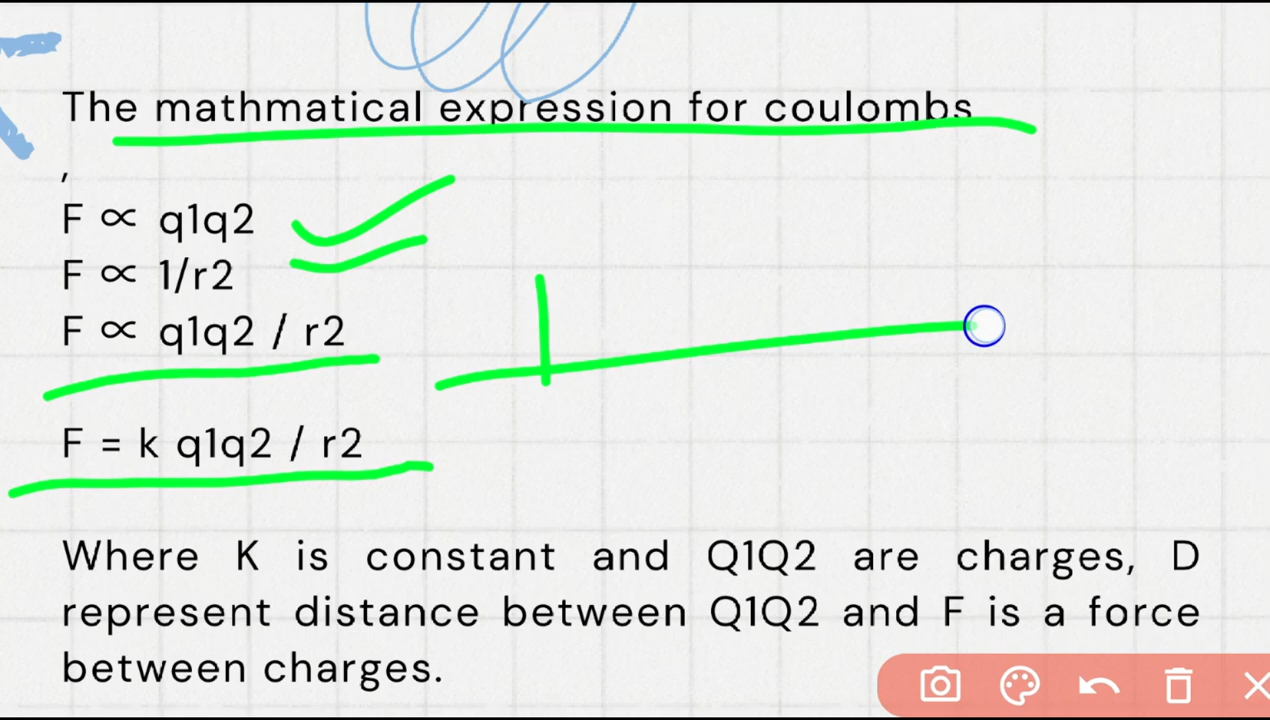 The mathmatical expression for coulombs
,
F ∝ q1q2
F ∝ 1/r2
F ∝ q1q2 / r2
F = k q1q2 / r2
Where K is constant and Q1Q2 are charges, D
represent distance between Q1Q2 and F is a force
between charges.